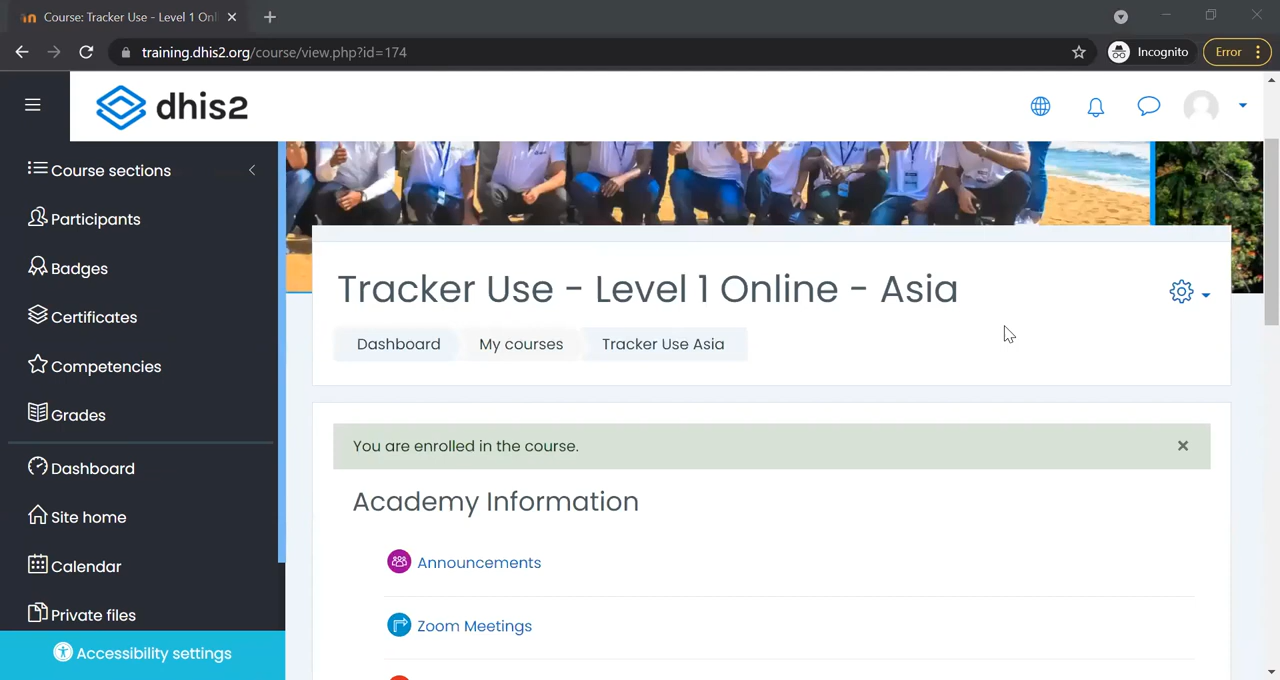 Course: Tracker Use - Level 1 Onl
training.dhis2.org/course/view.php?id=174
Incognito
Error
dhis2
Course sections
Participants
Badges
Certificates
Competencies
Grades
Dashboard
Site home
Calendar
Private files
Accessibility settings
Tracker Use - Level 1 Online - Asia
Dashboard
My courses
Tracker Use Asia
You are enrolled in the course.
Academy Information
Announcements
Zoom Meetings